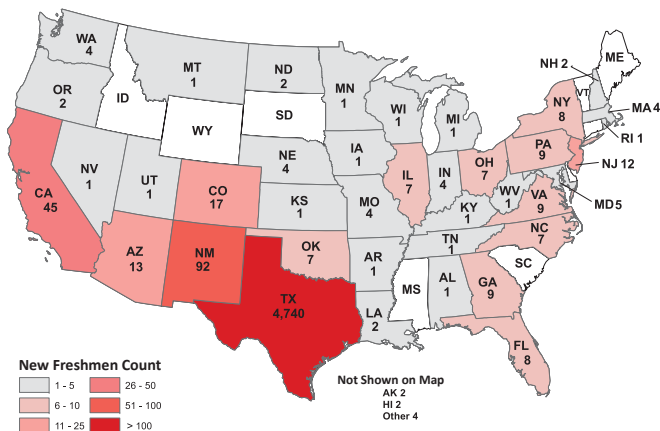 WA
4
OR
2
ID
MT
1
WY
ND
2
SD
NE
4
KS
1
NV
1
UT
1
CO
17
CA
45
AZ
13
NM
92
OK
7
TX
4,740
MN
1
IA
1
MO
4
AR
1
LA
2
WI
1
IL
7
MI
1
IN
4
OH
7
KY
1
TN
1
MS
AL
1
GA
9
FL
8
SC
NC
7
VA
9
WV
1
PA
9
NY
8
VT
NH 2
ME
MA 4
RI 1
NJ 12
MD 5
New Freshmen Count
1 - 5
6 - 10
11 - 25
26 - 50
51 - 100
> 100
Not Shown on Map
AK 2
HI 2
Other 4